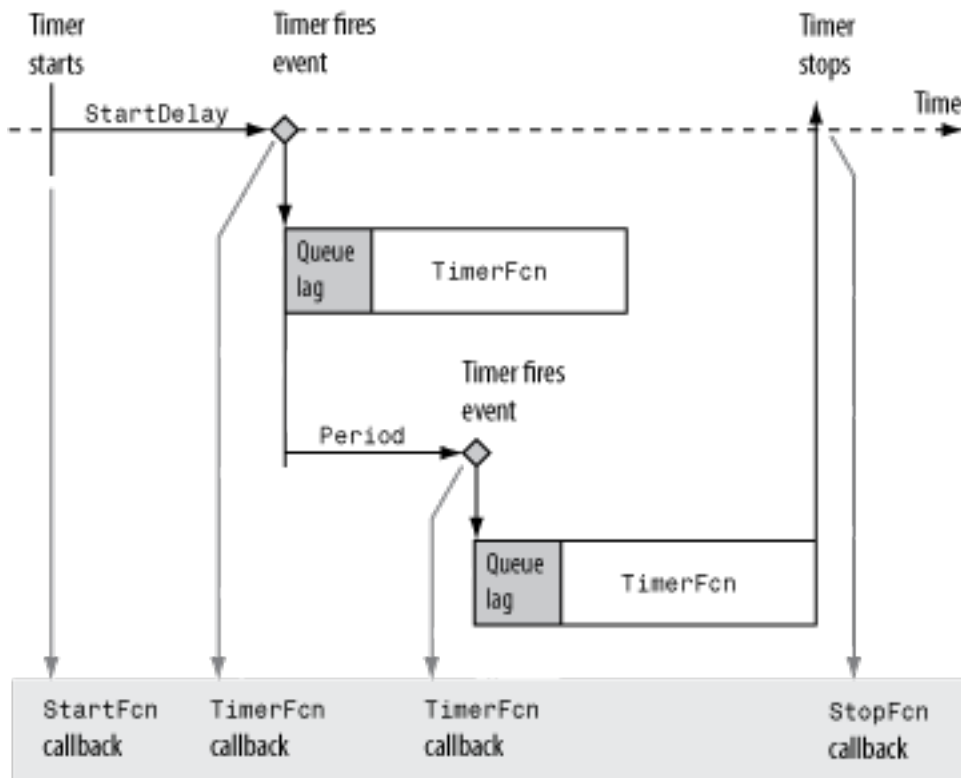 Timer
starts
Timer fires
event
Timer
stops
StartDelay
Time
Queue
lag
TimerFcn
Timer fires
event
Period
Queue
lag
TimerFcn
StartFcn
callback
TimerFcn
callback
TimerFcn
callback
StopFcn
callback